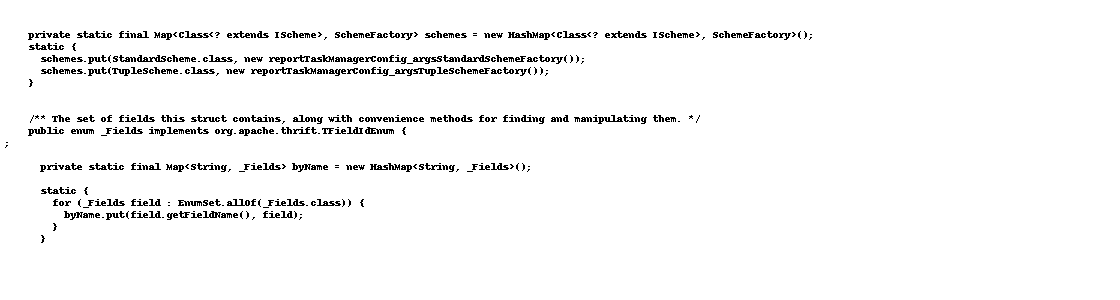 private static final Map<Class<? extends IScheme>, SchemeFactory> schemes = new HashMap<Class<? extends IScheme>, SchemeFactory>();
    static {
      schemes.put(StandardScheme.class, new reportTaskManagerConfig_argsStandardSchemeFactory());
      schemes.put(TupleScheme.class, new reportTaskManagerConfig_argsTupleSchemeFactory());
    }
    /** The set of fields this struct contains, along with convenience methods for finding and manipulating them. */
    public enum _Fields implements org.apache.thrift.TFieldIdEnum {
;
      private static final Map<String, _Fields> byName = new HashMap<String, _Fields>();
      static {
        for (_Fields field : EnumSet.allOf(_Fields.class)) {
          byName.put(field.getFieldName(), field);
        }
      }